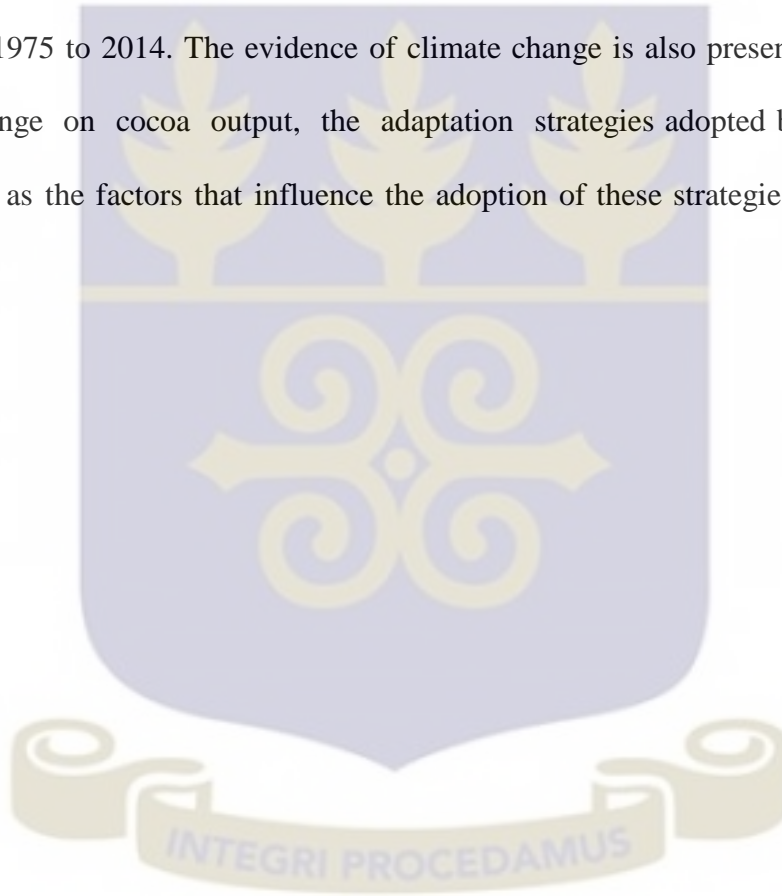 1975 to 2014. The evidence of climate change is also presen
nge on cocoa output, the adaptation strategies adopted b
as the factors that influence the adoption of these strategie
INTEGRI PROCEDAMUS